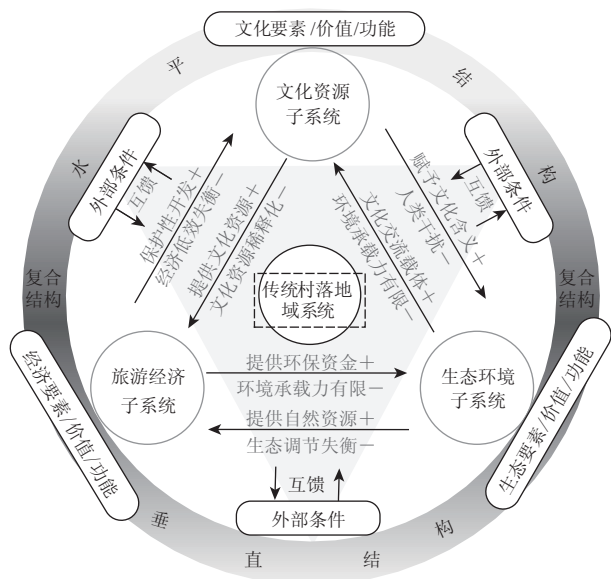 文化要素/价值/功能
水
平
结
构
文化资源
子系统
外部条件
互馈
外部条件
互馈
保护性开发＋
经济低效失衡－
提供文化资源＋
文化资源稀释化－
文化交流载体＋
环境承载力有限－
赋予文化含义＋
人类干扰－
复合
结构
复合
结构
传统村落地
域系统
旅游经济
子系统
生态环境
子系统
提供环保资金＋
环境承载力有限－
提供自然资源＋
生态调节失衡－
经济要素/价值/功能
生态要素/价值/功能
互馈
外部条件
垂
直
结
构